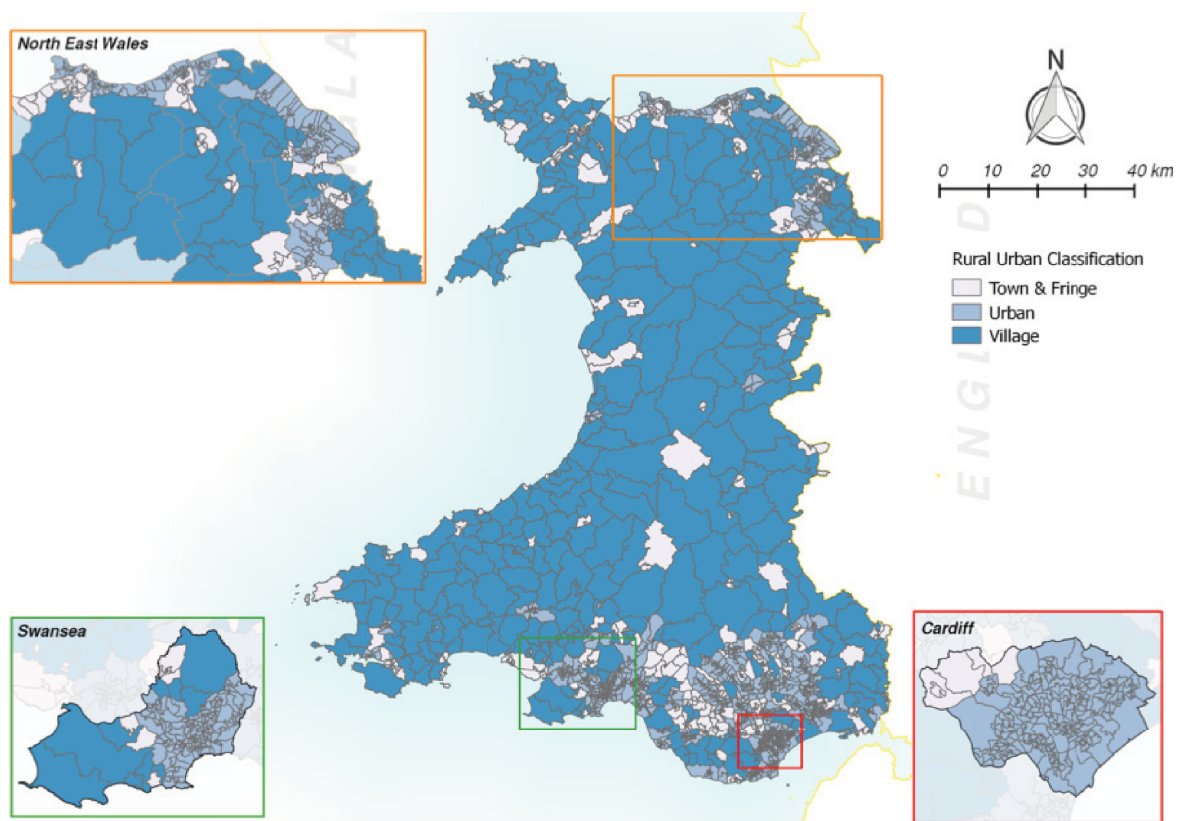 North East Wales
N
0 10 20 30 40 km
Rural Urban Classification
Town & Fringe
Urban
Village
Swansea
Cardiff